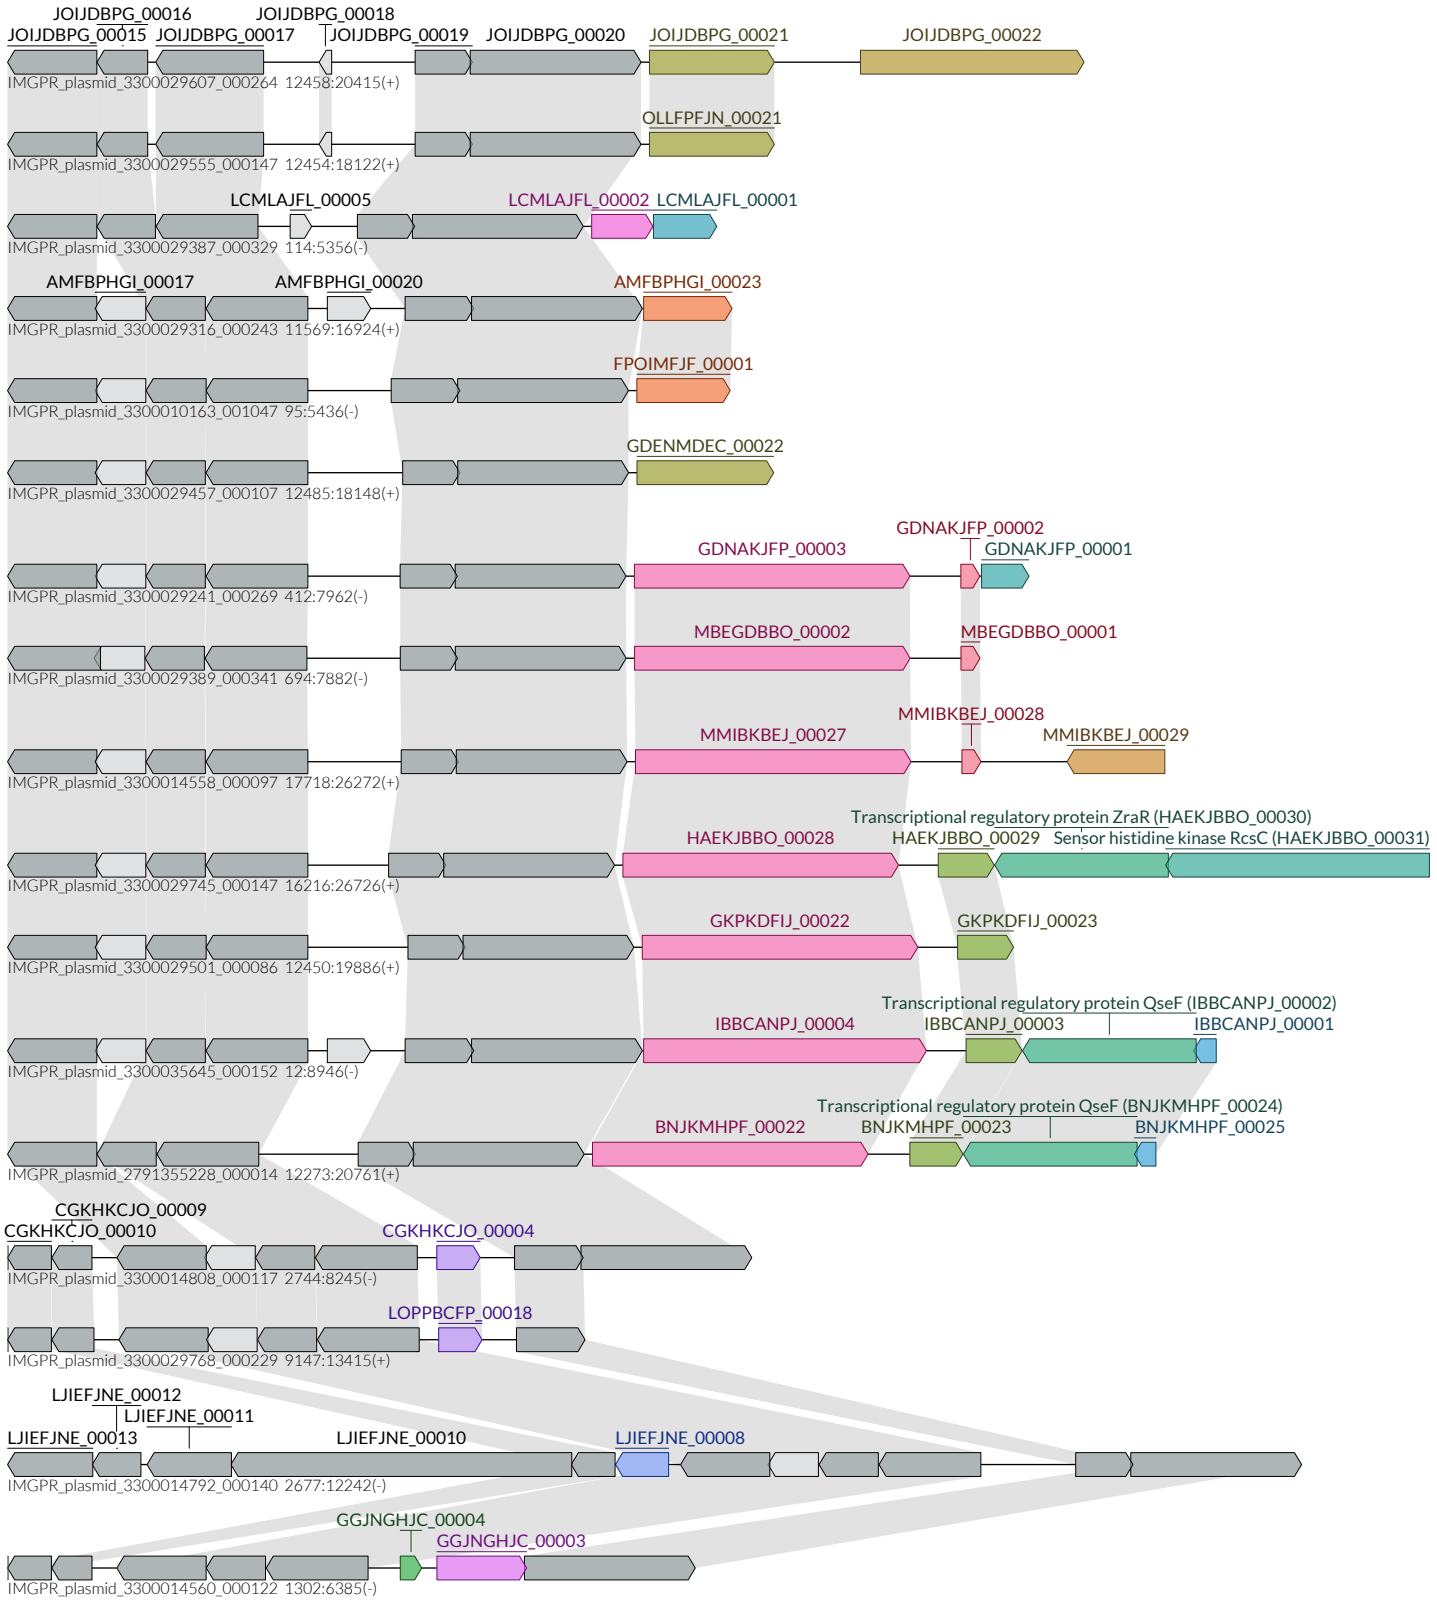 JOIJDBPG_00016
JOIJDBPG_00018
JOIJDBPG_00015 JOIJDBPG_00017 JOIJDBPG_00019 JOIJDBPG_00020 JOIJDBPG_00021 JOIJDBPG_00022
IMGPR_plasmid_3300029607_000264 12458:20415(+)
OLLFPFJN_00021
IMGPR_plasmid_3300029555_000147 12454:18122(+)
LCMLAJFL_00005 LCMLAJFL_00002 LCMLAJFL_00001
IMGPR_plasmid_3300029387_000329 114:5356(-)
AMFBPHGI_00017 AMFBPHGI_00020 AMFBPHGI_00023
IMGPR_plasmid_3300029316_000243 11569:16924(+)
FPOIMFJF_00001
IMGPR_plasmid_3300010163_001047 95:5436(-)
GDENMDEC_00022
IMGPR_plasmid_3300029457_000107 12485:18148(+)
GDNAKJFP_00002
GDNAKJFP_00003 GDNAKJFP_00001
IMGPR_plasmid_3300029241_000269 412:7962(-)
MBEGDBBO_00002 MBEGDBBO_00001
IMGPR_plasmid_3300029389_000341 694:7882(-)
MMIBKBEJ_00028
MMIBKBEJ_00027 MMIBKBEJ_00029
IMGPR_plasmid_3300014558_000097 17718:26272(+)
Transcriptional regulatory protein ZraR (HAEKJBBO_00030)
HAEKJBBO_00028 HAEKJBBO_00029 Sensor histidine kinase RcsC (HAEKJBBO_00031)
IMGPR_plasmid_3300029745_000147 16216:26726(+)
GKPKDFIJ_00022 GKPKDFIJ_00023
IMGPR_plasmid_3300029501_000086 12450:19886(+)
Transcriptional regulatory protein QseF (IBBCANPJ_00002)
IBBCANPJ_00004 IBBCANPJ_00003 IBBCANPJ_00001
IMGPR_plasmid_3300035645_000152 12:8946(-)
Transcriptional regulatory protein QseF (BNJKMHPF_00024)
BNJKMHPF_00022 BNJKMHPF_00023 BNJKMHPF_00025
IMGPR_plasmid_2791355228_000014 12273:20761(+)
CGKHKCJO_00009
CGKHKCJO_00010 CGKHKCJO_00004
IMGPR_plasmid_3300014808_000117 2744:8245(-)
LOPPBCFP_00018
IMGPR_plasmid_3300029768_000229 9147:13415(+)
LJIEFJNE_00012
LJIEFJNE_00011
LJIEFJNE_00013 LJIEFJNE_00010 LJIEFJNE_00008
IMGPR_plasmid_3300014792_000140 2677:12242(-)
GGJNGHJC_00004
GGJNGHJC_00003
IMGPR_plasmid_3300014560_000122 1302:6385(-)